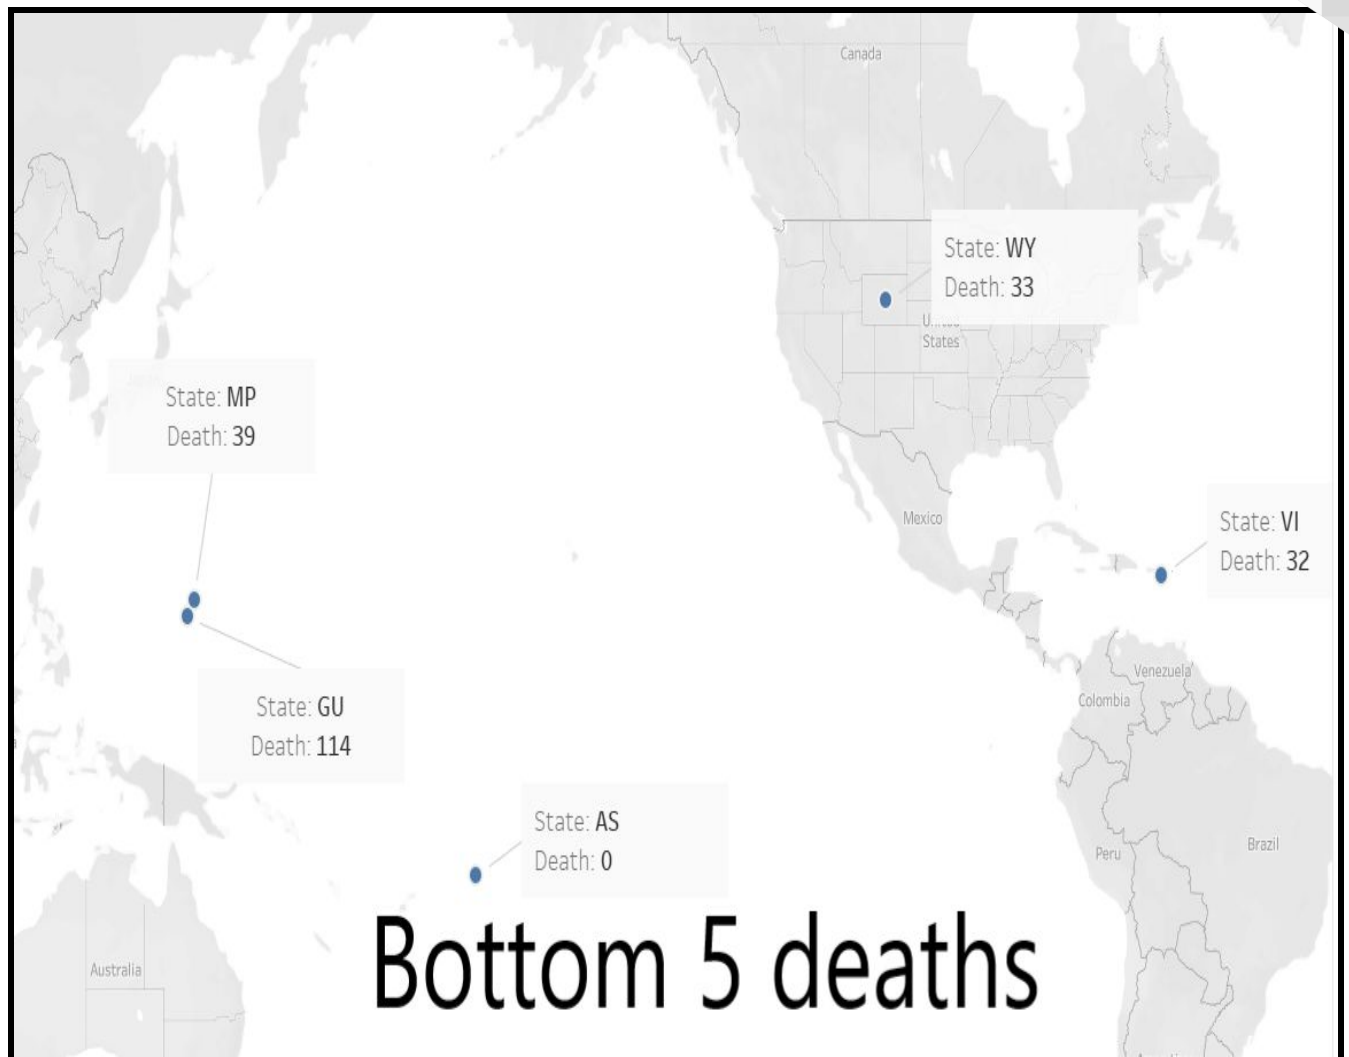 Canada
State: WY
Death: 33
United
States
State: MP
Death: 39
Mexico
State: VI
Death: 32
Venezuela
Colombia
State: GU
Death: 114
State: AS
Death: 0
Peru
Brazil
Australia
Bottom 5 deaths